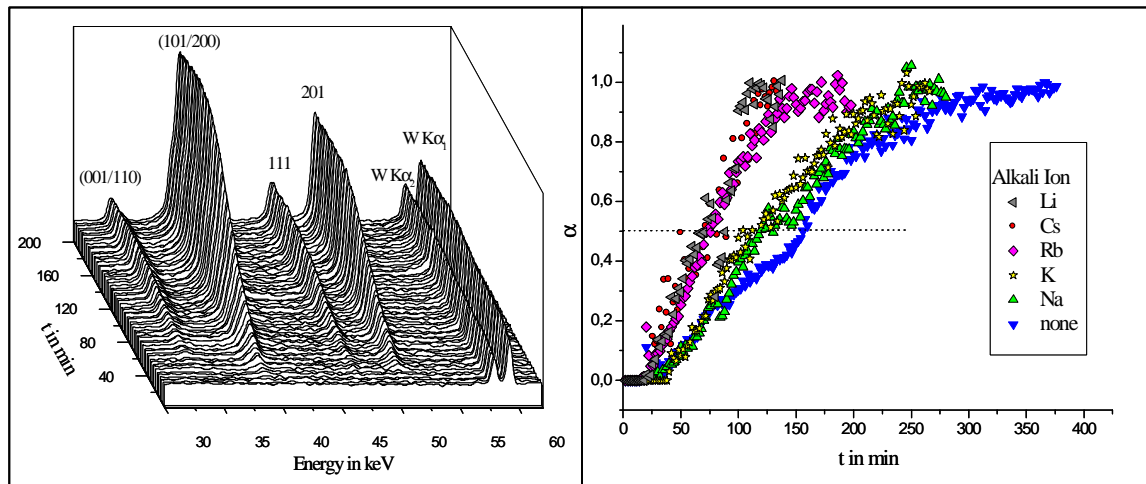 (101/200)
201
W Kα1
111
W Kα2
(001/110)
200
160
120
80
40
t in min
30 35 40 45 50 55 60
Energy in keV
1,0
0,8
0,6
0,4
0,2
0,0
α
0 50 100 150 200 250 300 350 400
t in min
Alkali Ion
Li
Cs
Rb
K
Na
none